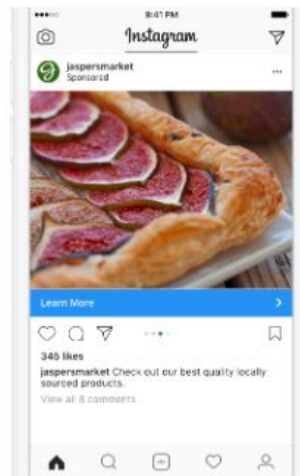 9:41 PM
Instagram
jaspersmarket
Sponsored
Learn More
345 likes
jaspersmarket Check out our best quality locally
sourced products.
View all 8 comments